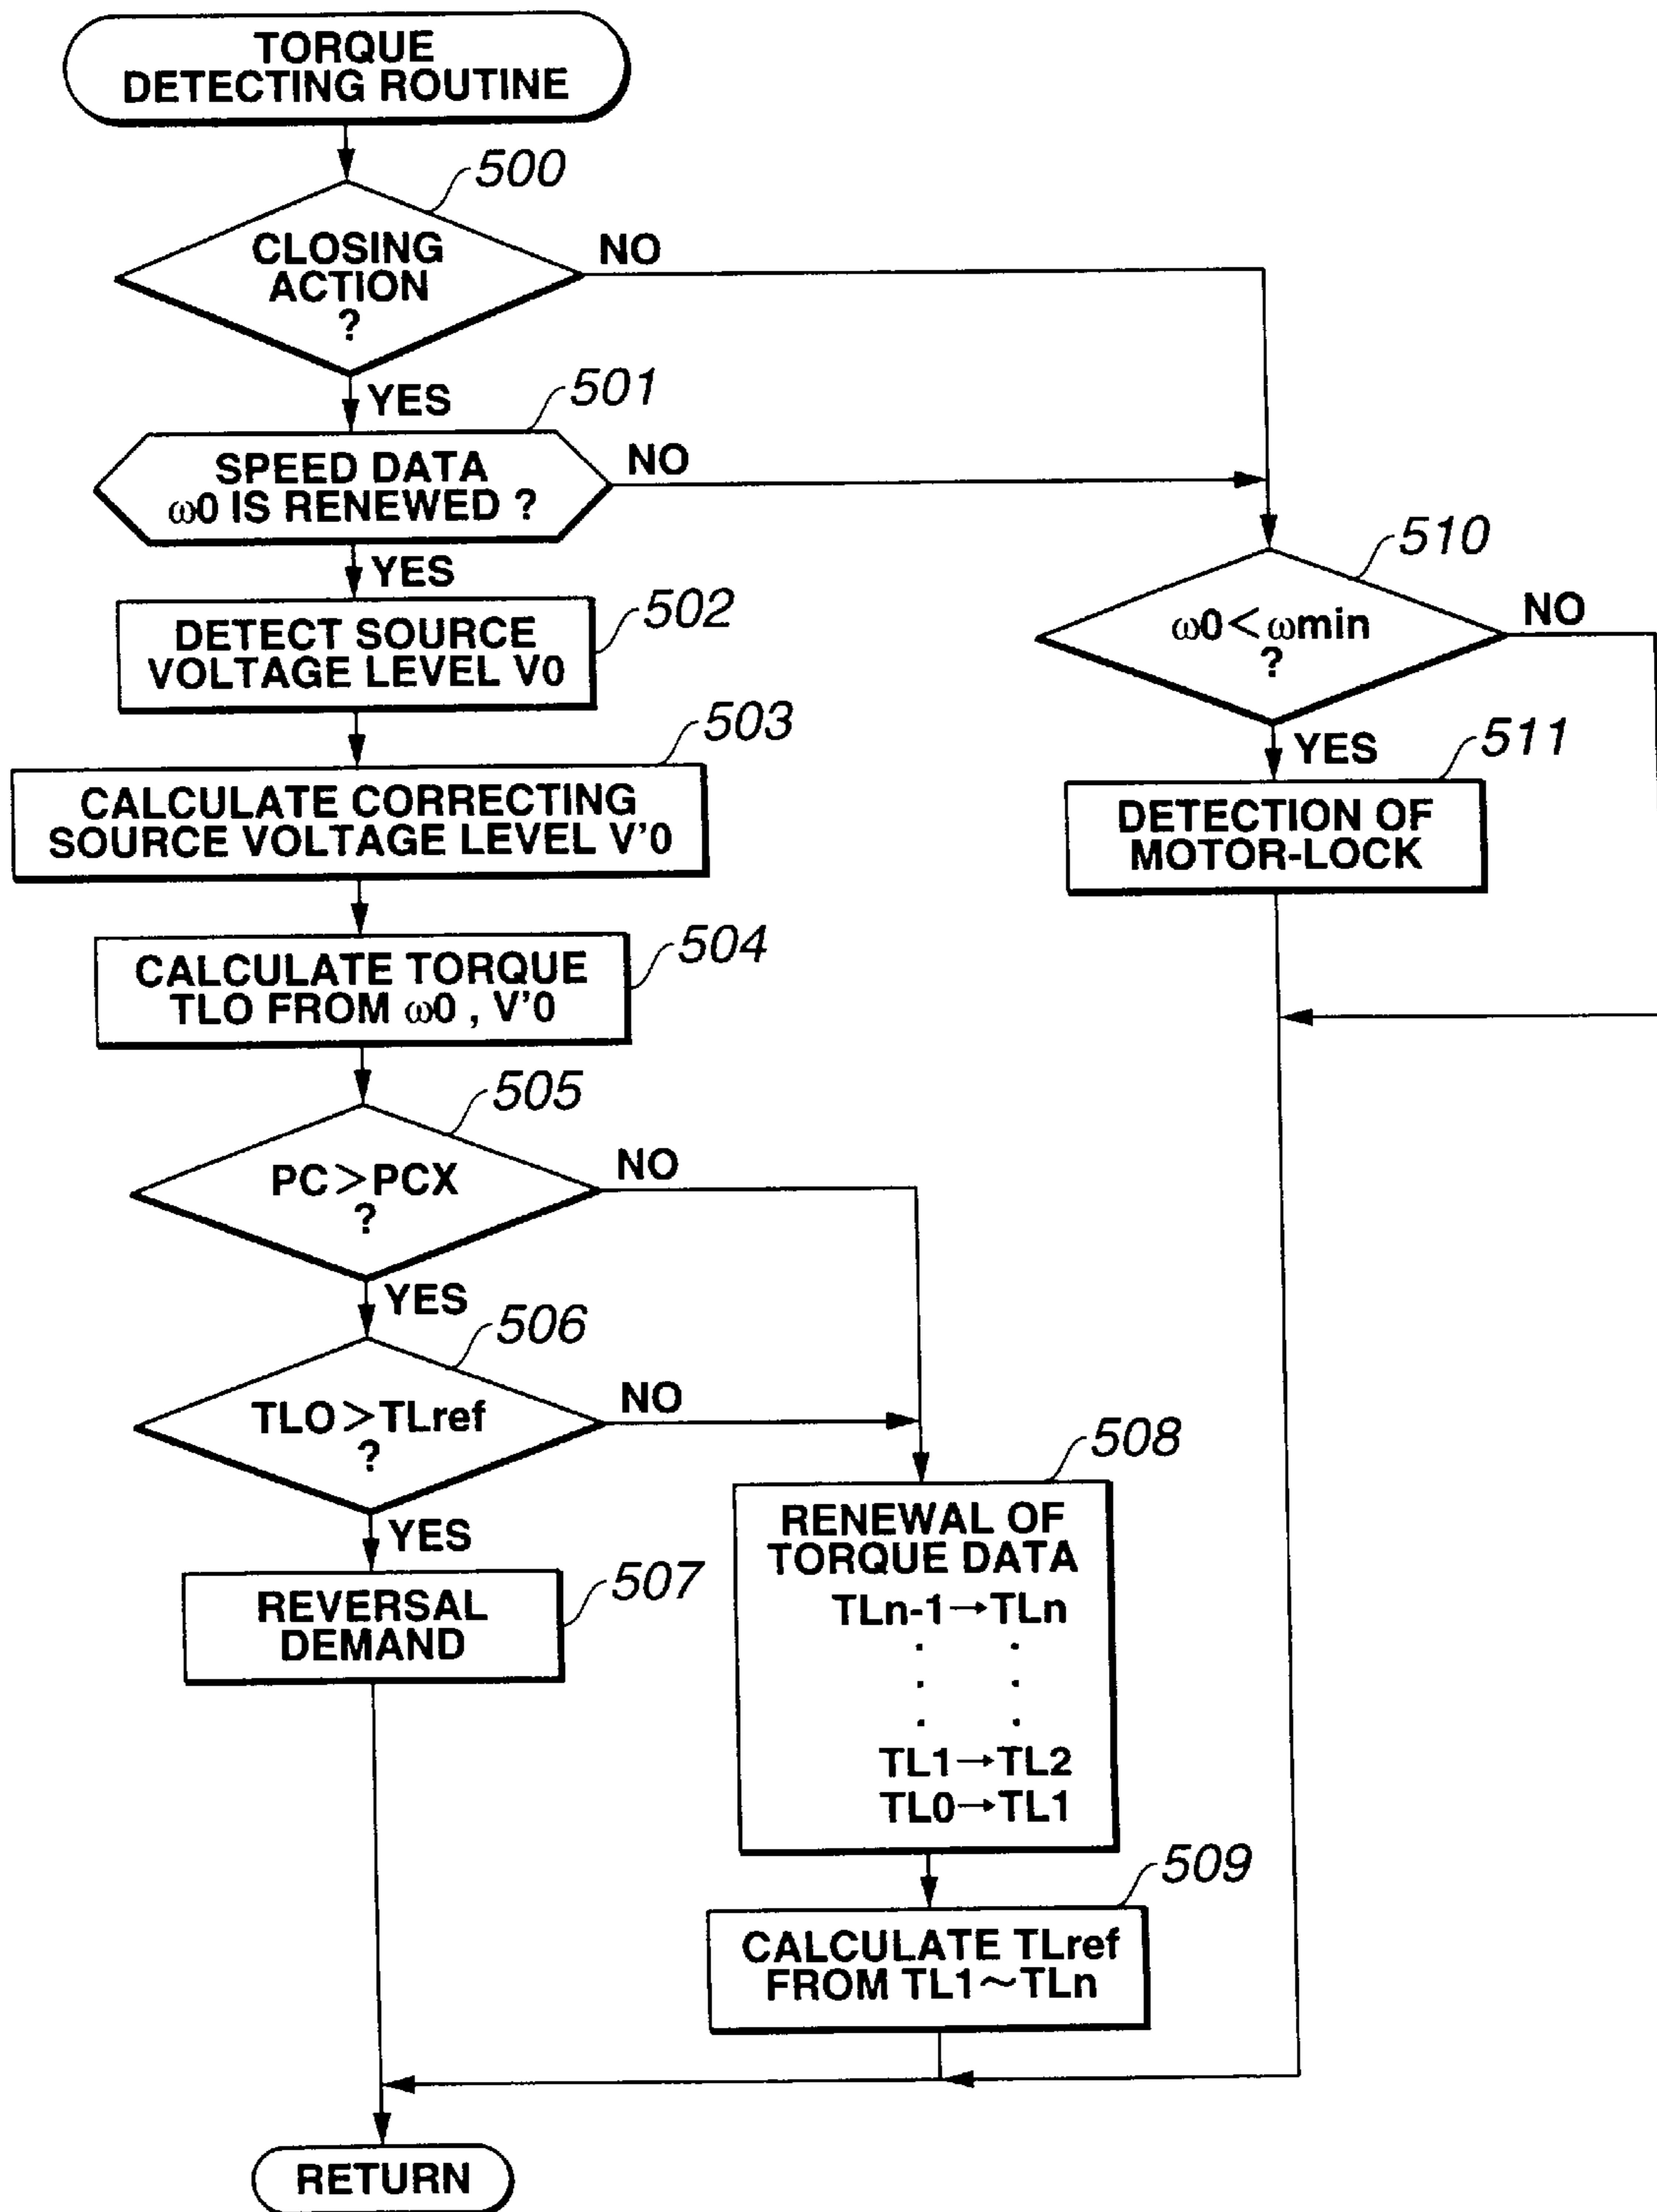 TORQUE
DETECTING ROUTINE
500
CLOSING
ACTION
?
NO
YES
501
SPEED DATA
ω0 IS RENEWED ?
NO
YES
502
DETECT SOURCE
VOLTAGE LEVEL V0
510
ω0<ωmin
?
NO
YES
503
CALCULATE CORRECTING
SOURCE VOLTAGE LEVEL V'0
511
DETECTION OF
MOTOR-LOCK
504
CALCULATE TORQUE
TLO FROM ω0 , V'0
505
PC>PCX
?
NO
YES
506
TLO>TLref
?
NO
YES
507
REVERSAL
DEMAND
508
RENEWAL OF
TORQUE DATA
TLn-1→TLn
. .
. .
. .
TL1→TL2
TL0→TL1
509
CALCULATE TLref
FROM TL1~TLn
RETURN